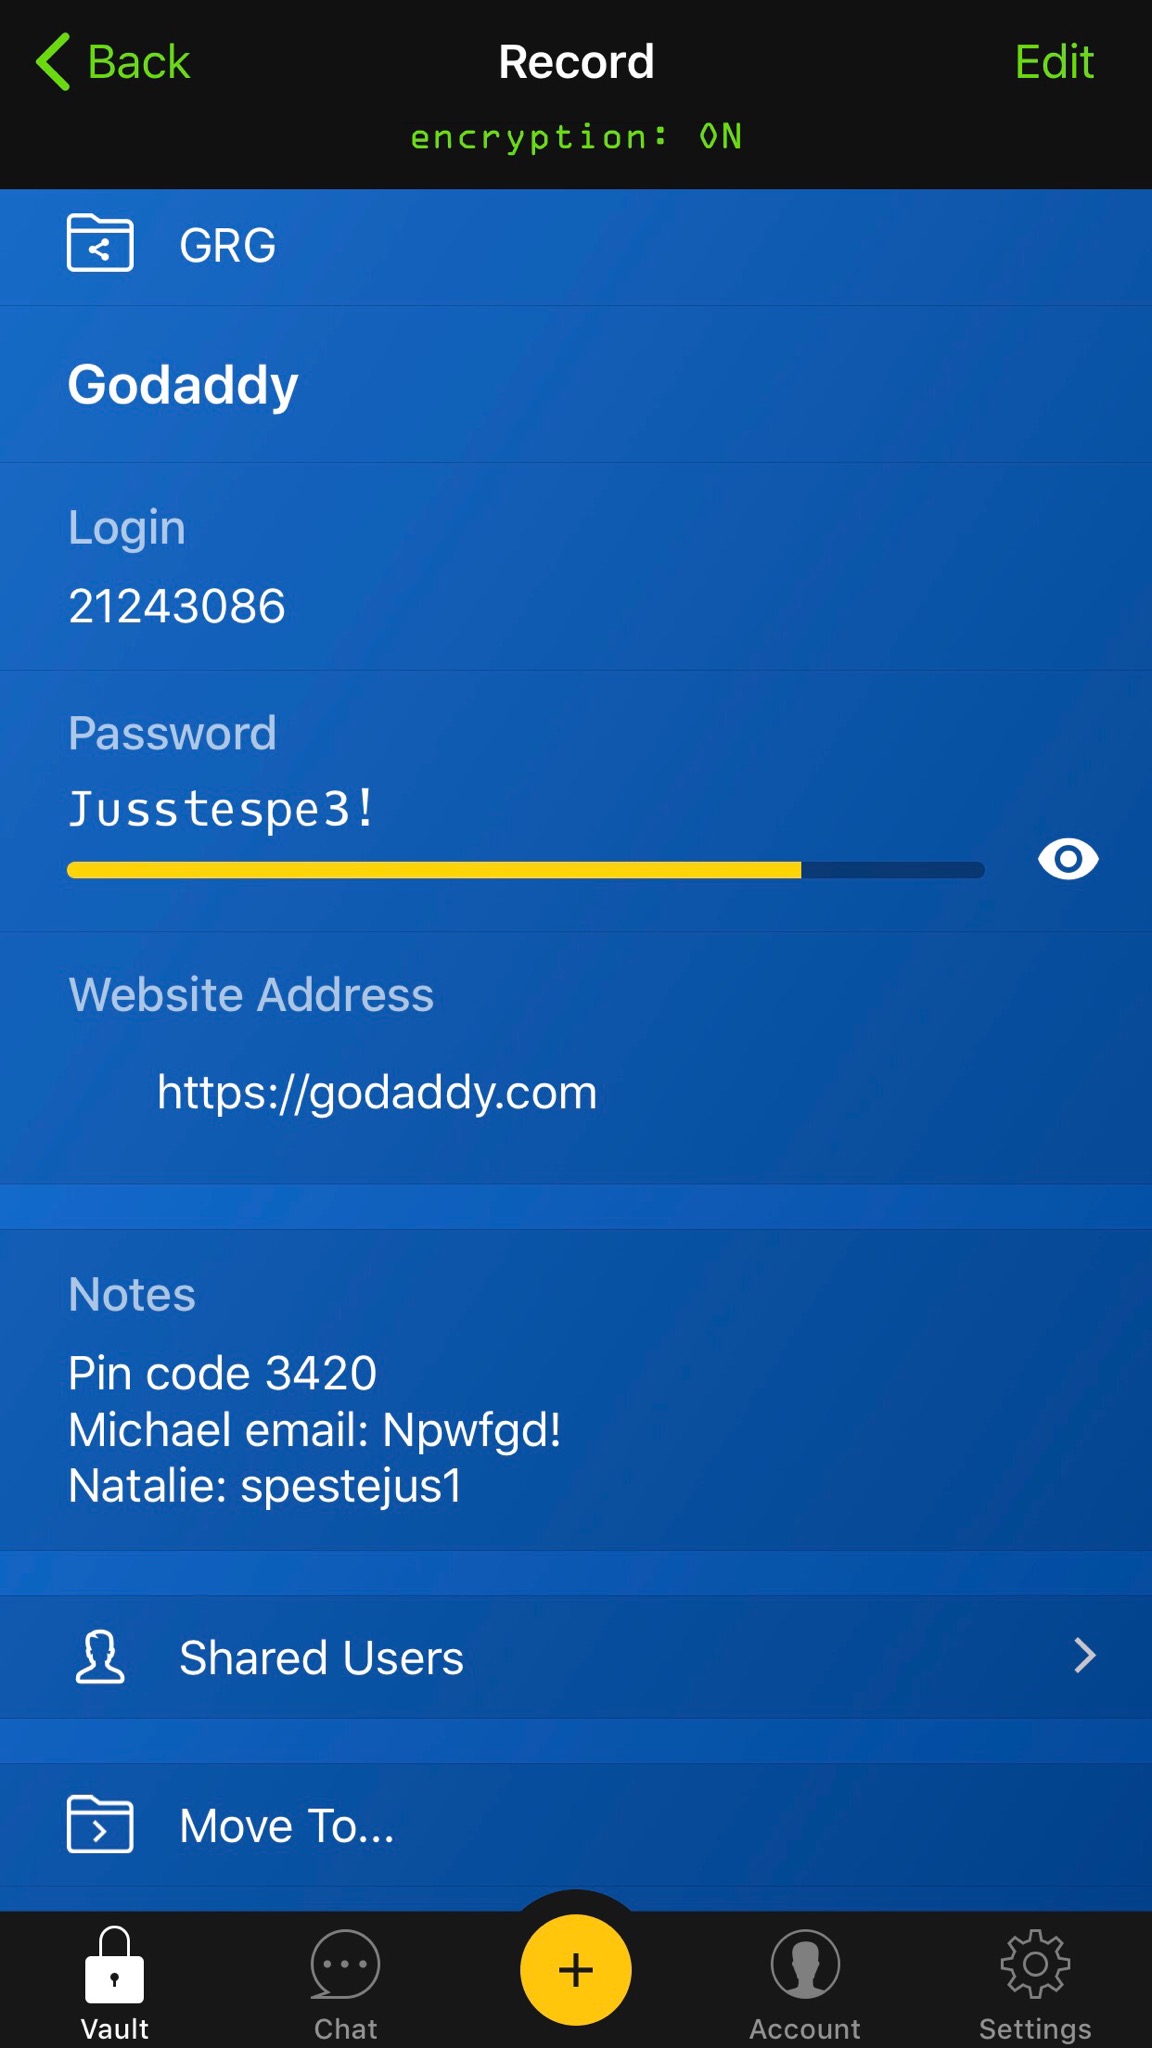 Back
Record
Edit
encryption: ON
GRG
Godaddy
Login
21243086
Password
Jusstespe3!
Website Address
https://godaddy.com
Notes
Pin code 3420
Michael email: Npwfgd!
Natalie: spestejus1
Shared Users
Move To...
Vault
Chat
+
Account
Settings